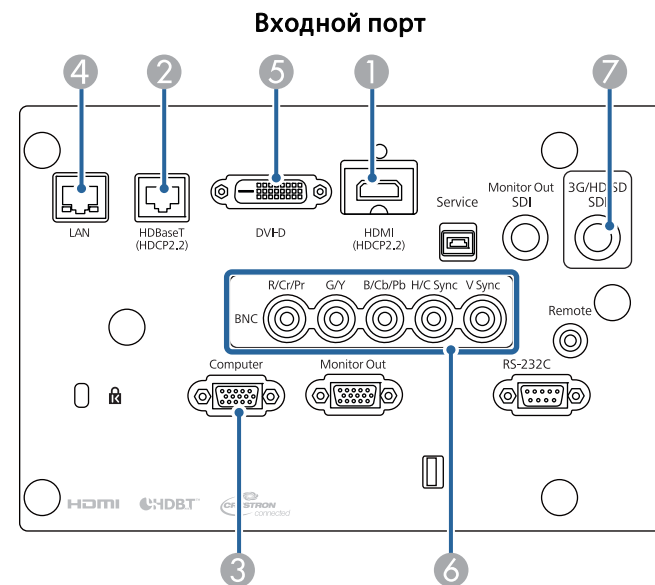 Входной порт
4 2 5 1 7
LAN
HDBaseT
(HDCP2.2)
DVI-D
HDMI
(HDCP2.2)
Service
Monitor Out
SDI
3G/HD/SD
SDI
R/Cr/Pr G/Y B/Cb/Pb H/C Sync V Sync
BNC
Remote
Computer
Monitor Out
RS-232C
K
HDMI
HDBT
CRESTRON
connected
3 6